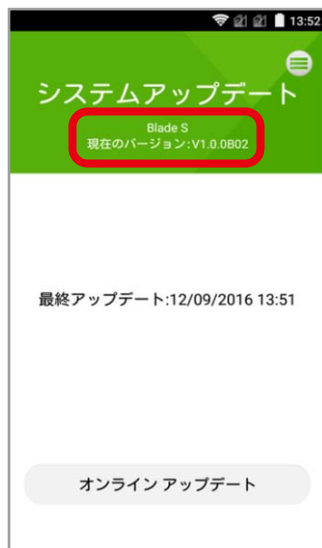 13:52
システムアップデート
Blade S
現在のバージョン:V1.0.0B02
最終アップデート:12/09/2016 13:51
オンライン アップデート